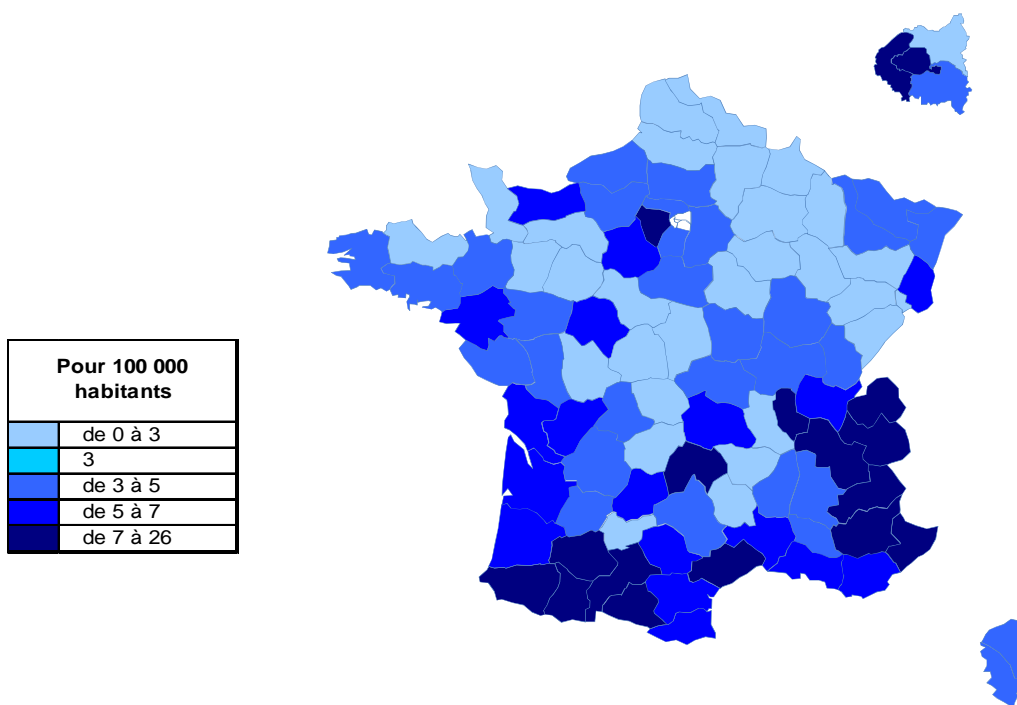 Pour 100 000
habitants
de 0 à 3
3
de 3 à 5
de 5 à 7
de 7 à 26